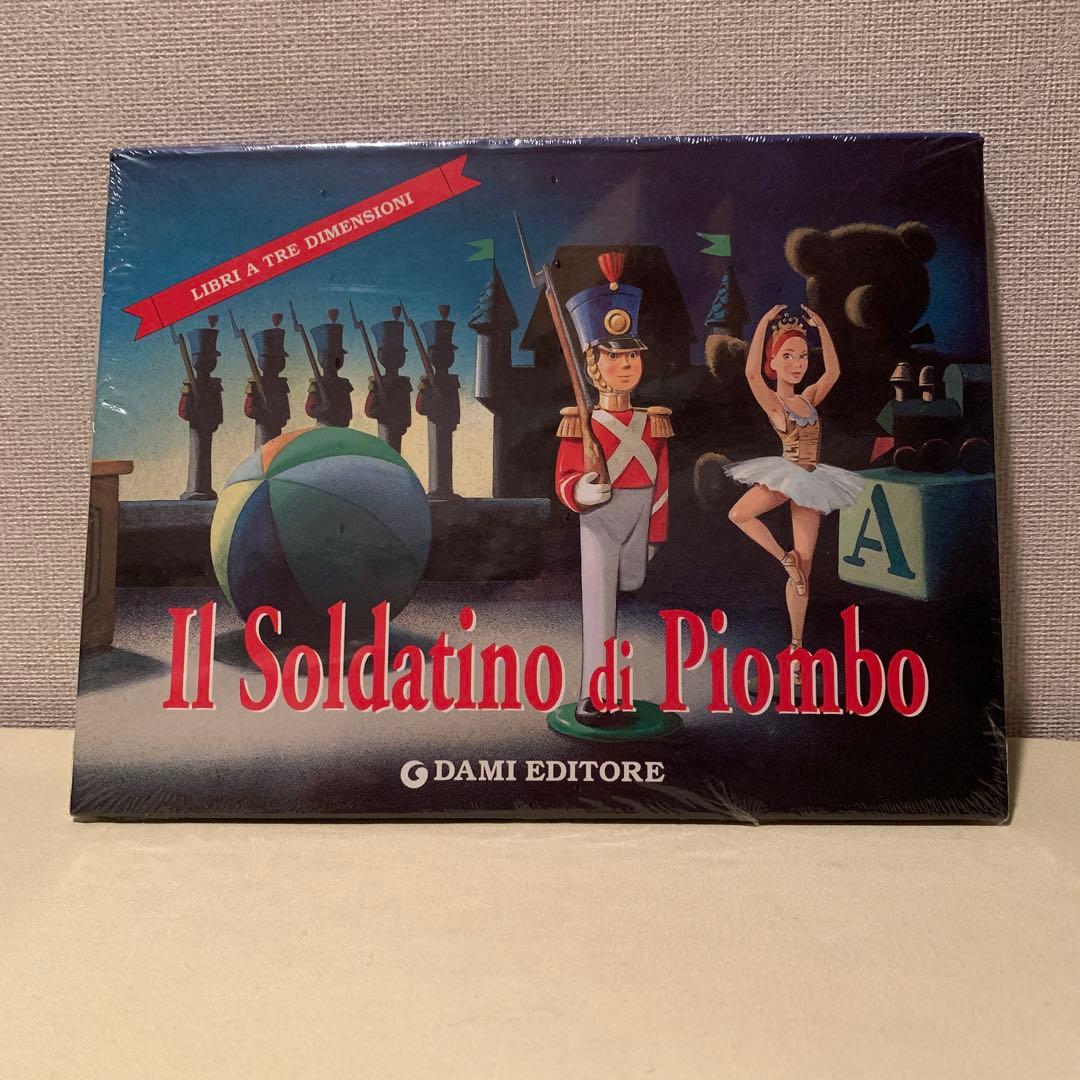 LIBRI A TRE DIMENSIONI
A
Il Soldatino di Piombo
DAMI EDITORE